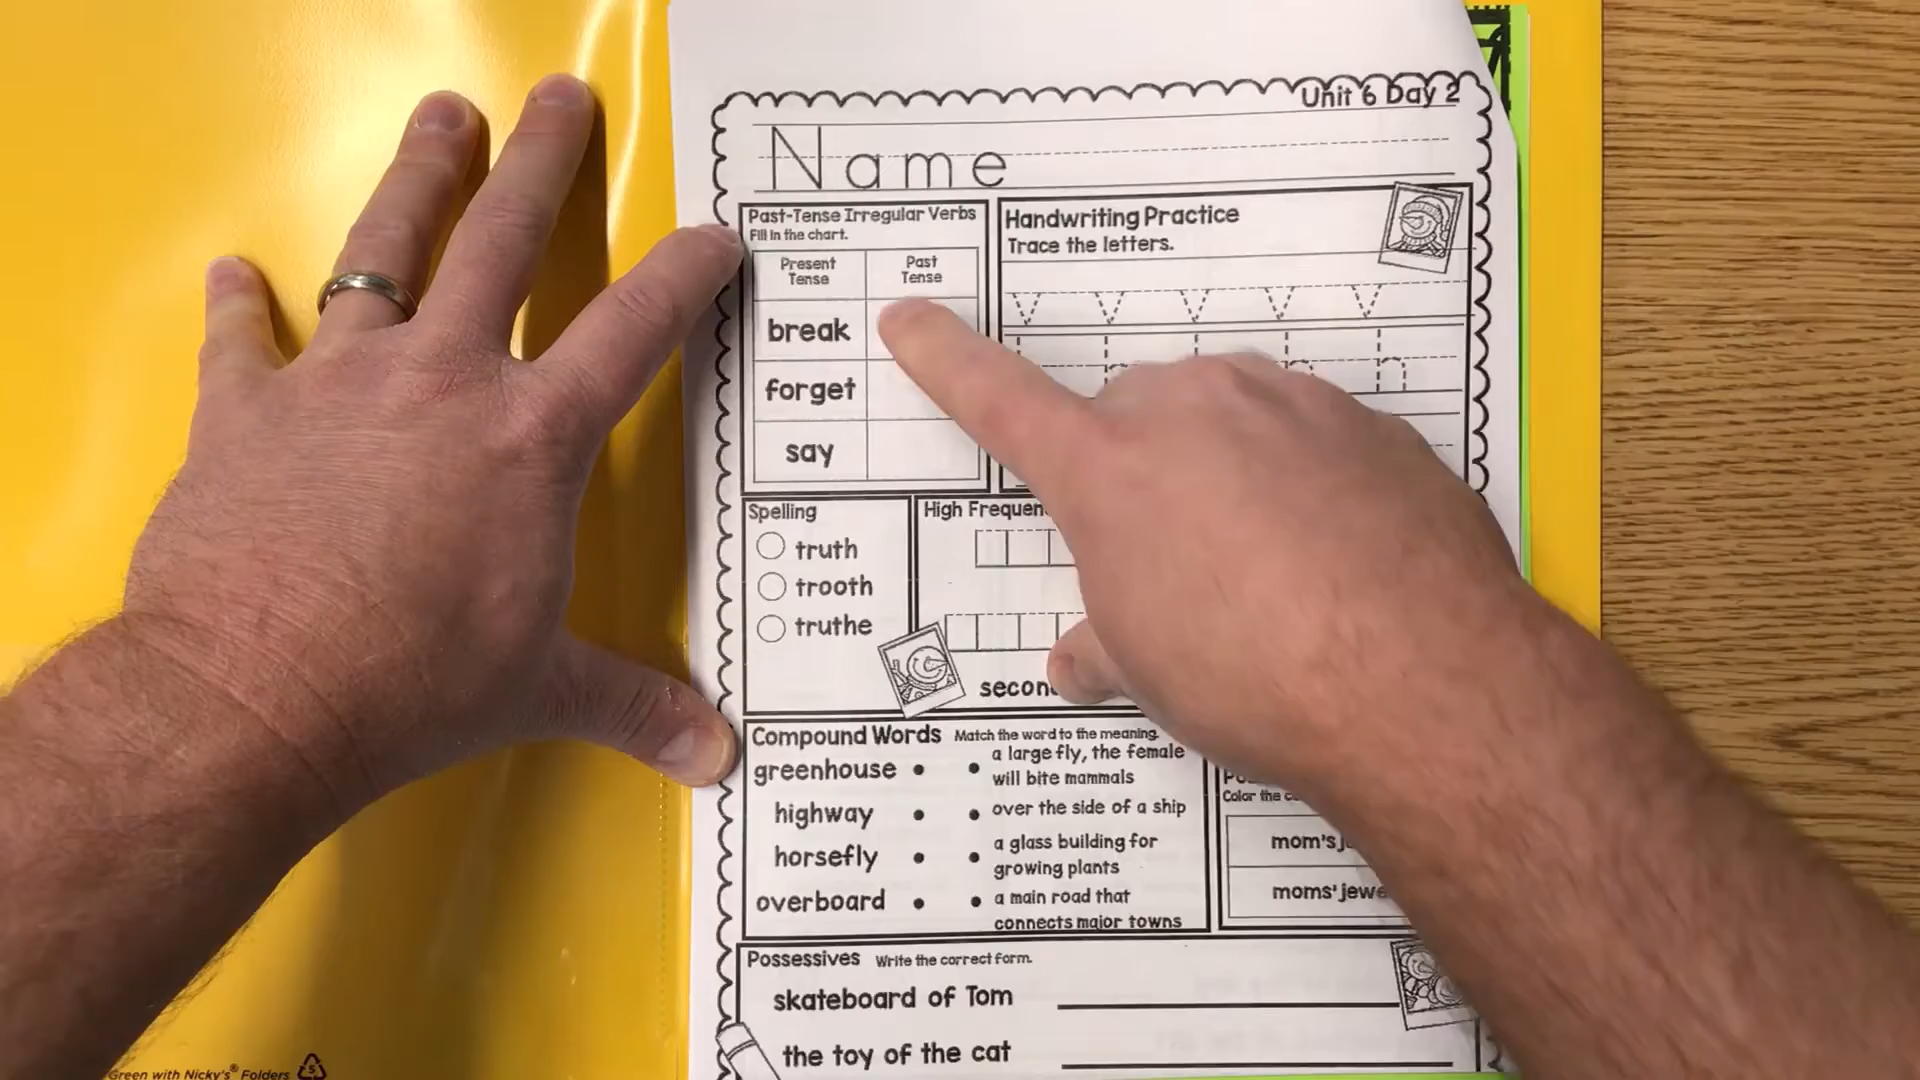 Unit 6 Day 2
Name
Past-Tense Irregular Verbs
Fill in the chart.
Present
Tense
Past
Tense
break
forget
say
Handwriting Practice
Trace the letters.
v v v v v
h
Spelling
truth
trooth
truthe
High
Compound Words Match the word to the meaning.
greenhouse
highway
horsefly
overboard
a large fly, the female
will bite mammals
over the side of a ship
a glass building for
growing plants
a main road that
connects major towns
Color the
mom's
moms'
Possessives Write the correct form.
skateboard of Tom
the toy of the cat
Green with Nicky's® Folders
5